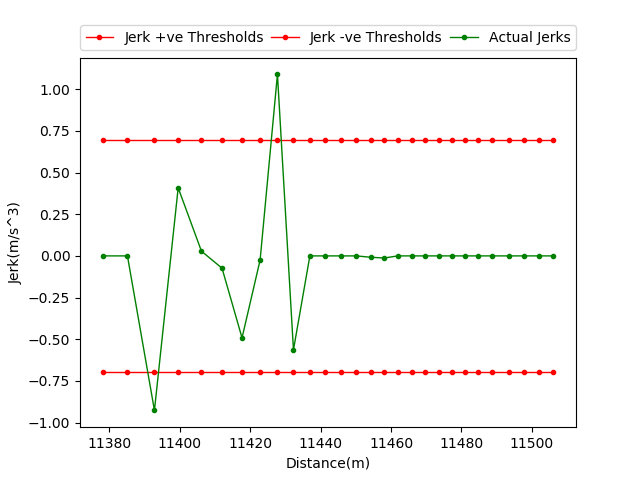 Jerk +ve Thresholds Jerk -ve Thresholds Actual Jerks
1.00
0.75
0.50
0.25
0.00
−0.25
−0.50
−0.75
−1.00
Jerk(m/s^3)
11380 11400 11420 11440 11460 11480 11500
Distance(m)